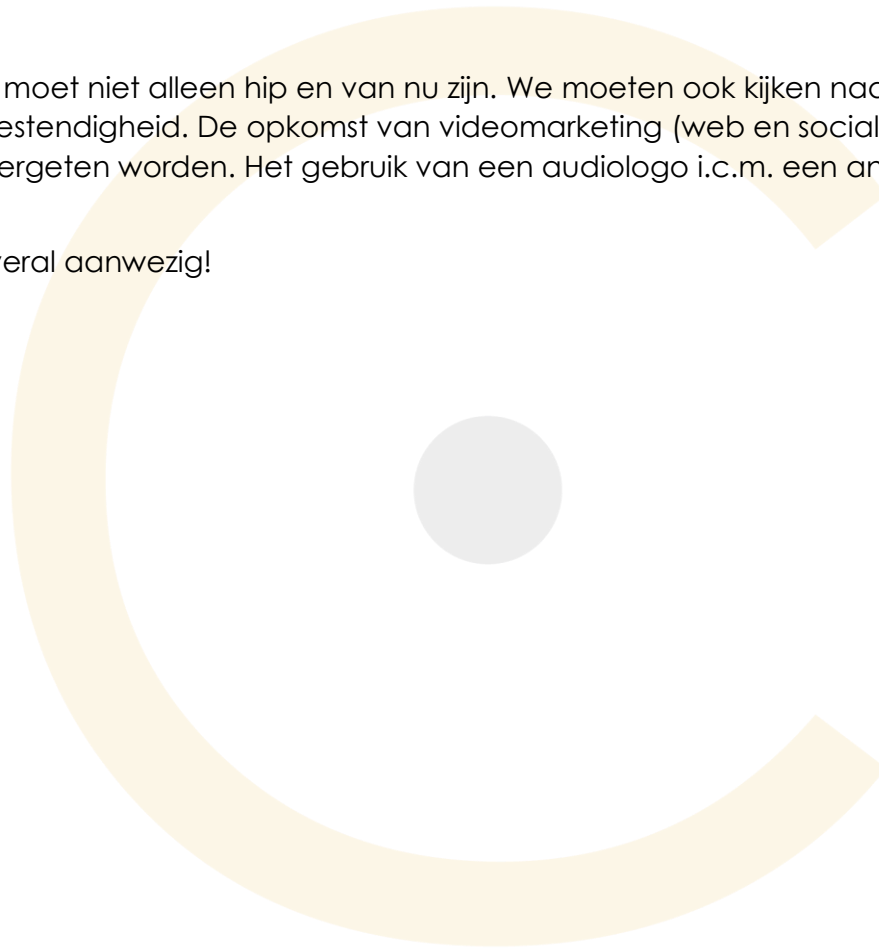 moet niet alleen hip en van nu zijn. We moeten ook kijken naa
estendigheid. De opkomst van videomarketing (web en social
ergeten worden. Het gebruik van een audiologo i.c.m. een an
eral aanwezig!